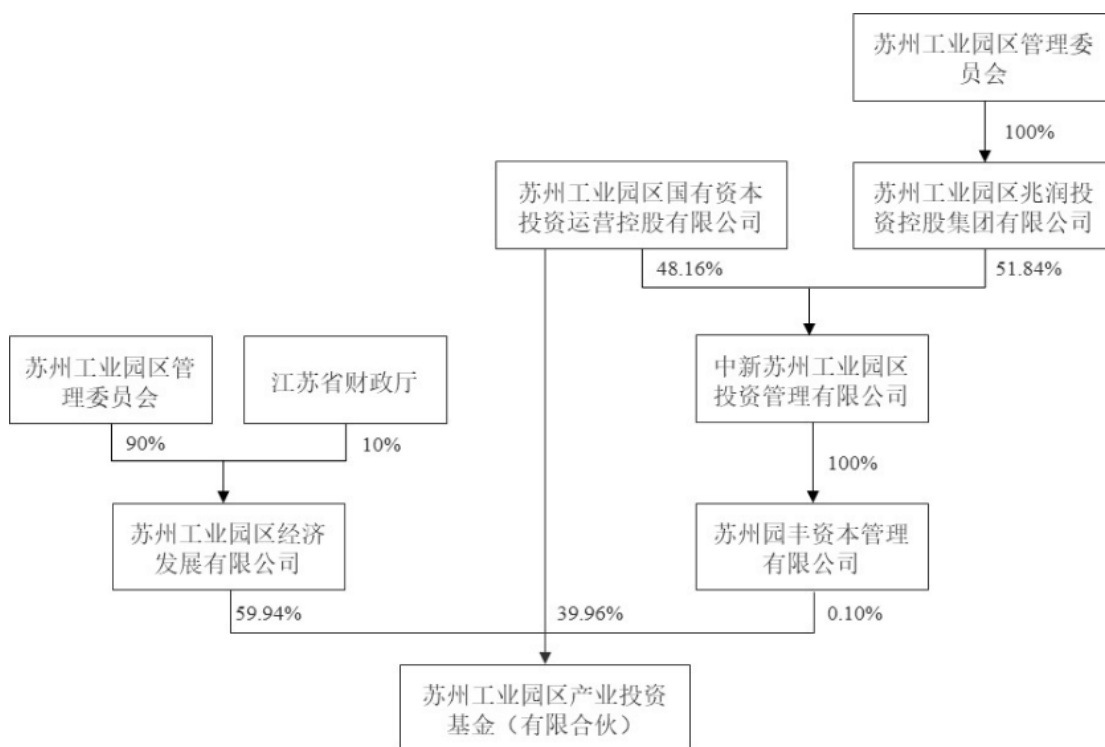 苏州工业园区管理委
员会
100%
苏州工业园区国有资本
投资运营控股有限公司
苏州工业园区兆润投
资控股集团有限公司
48.16%
51.84%
苏州工业园区管
理委员会
江苏省财政厅
中新苏州工业园区
投资管理有限公司
90%
10%
100%
苏州工业园区经济
发展有限公司
苏州园丰资本管理
有限公司
59.94%
39.96%
0.10%
苏州工业园区产业投资
基金（有限合伙）